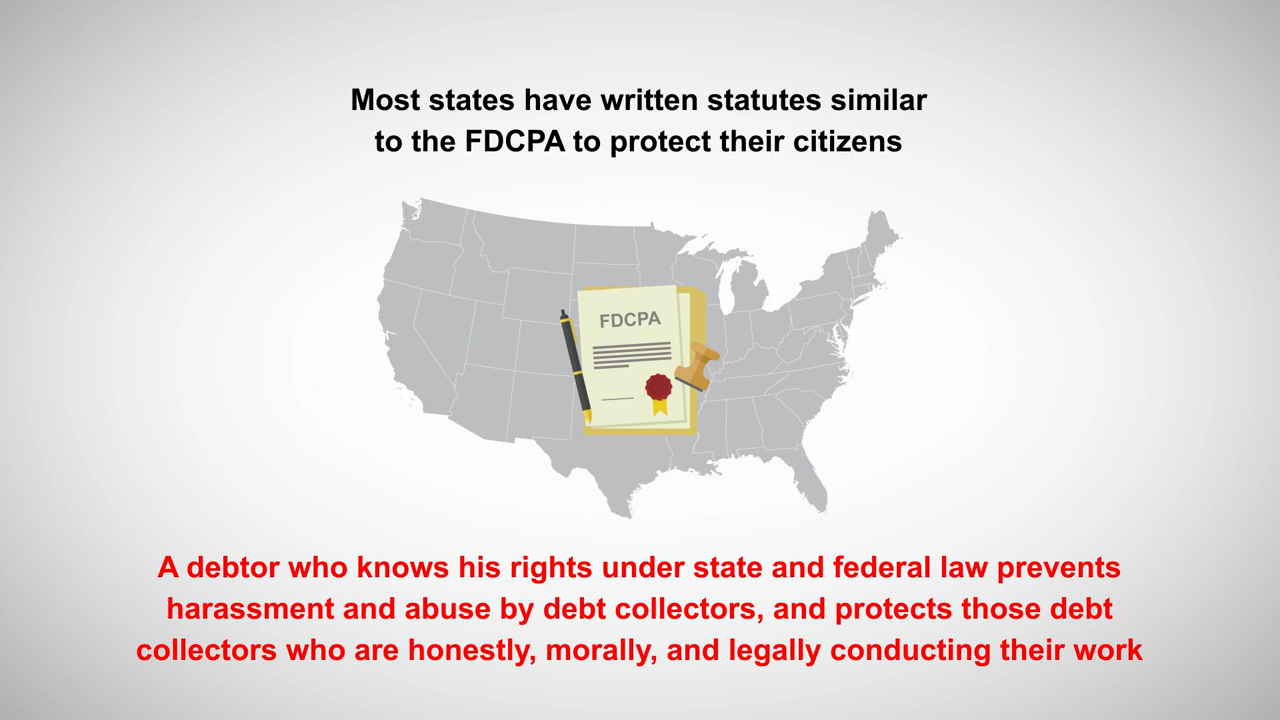 Most states have written statutes similar
to the FDCPA to protect their citizens
FDCPA
A debtor who knows his rights under state and federal law prevents
harassment and abuse by debt collectors, and protects those debt
collectors who are honestly, morally, and legally conducting their work